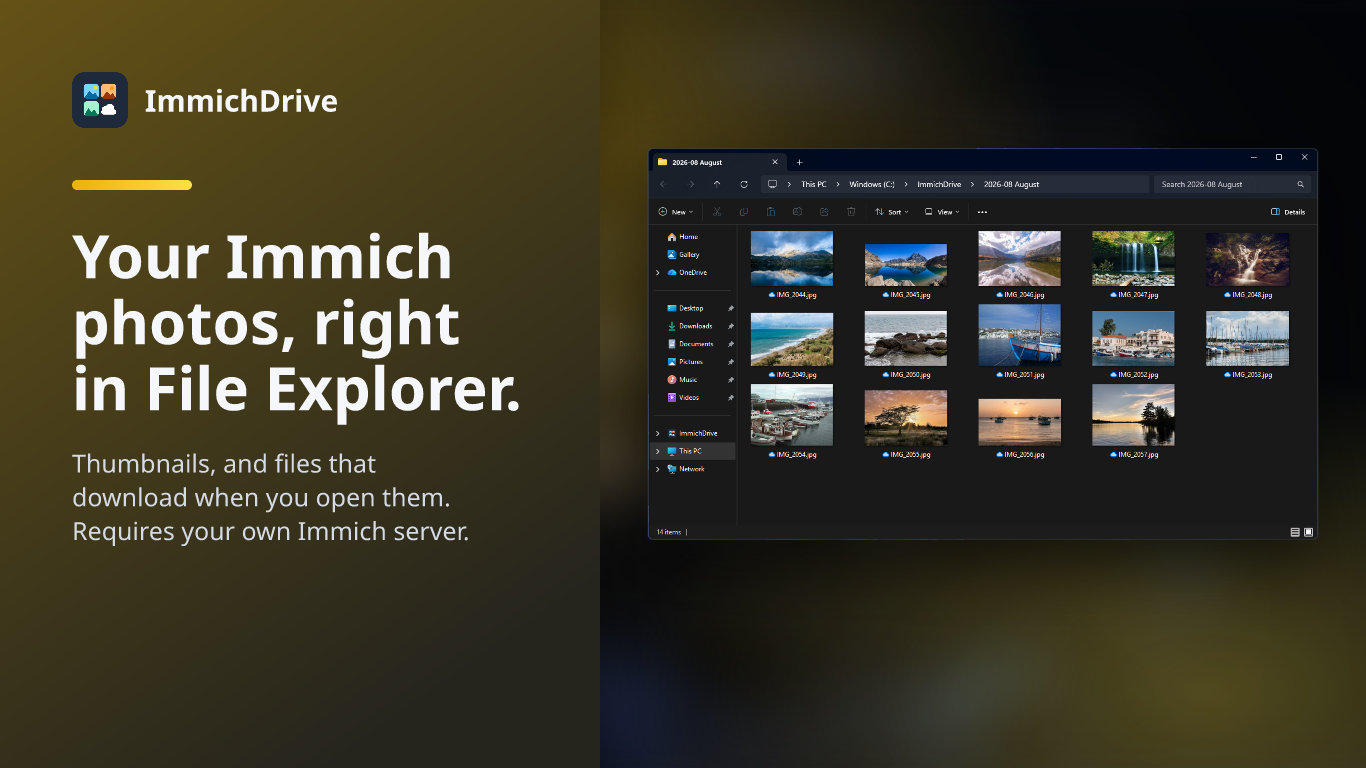 ImmichDrive
Your Immich
photos, right
in File Explorer.
Thumbnails, and files that
download when you open them.
Requires your own Immich server.
2026-08 August
This PC > Windows (C:) > ImmichDrive > 2026-08 August
Search 2026-08 August
New
Sort
View
Details
Home
Gallery
OneDrive
Desktop
Downloads
Documents
Pictures
Music
Videos
ImmichDrive
This PC
Network
IMG_2044.jpg
IMG_2045.jpg
IMG_2046.jpg
IMG_2047.jpg
IMG_2048.jpg
IMG_2049.jpg
IMG_2050.jpg
IMG_2051.jpg
IMG_2052.jpg
IMG_2053.jpg
IMG_2054.jpg
IMG_2055.jpg
IMG_2056.jpg
IMG_2057.jpg
14 items